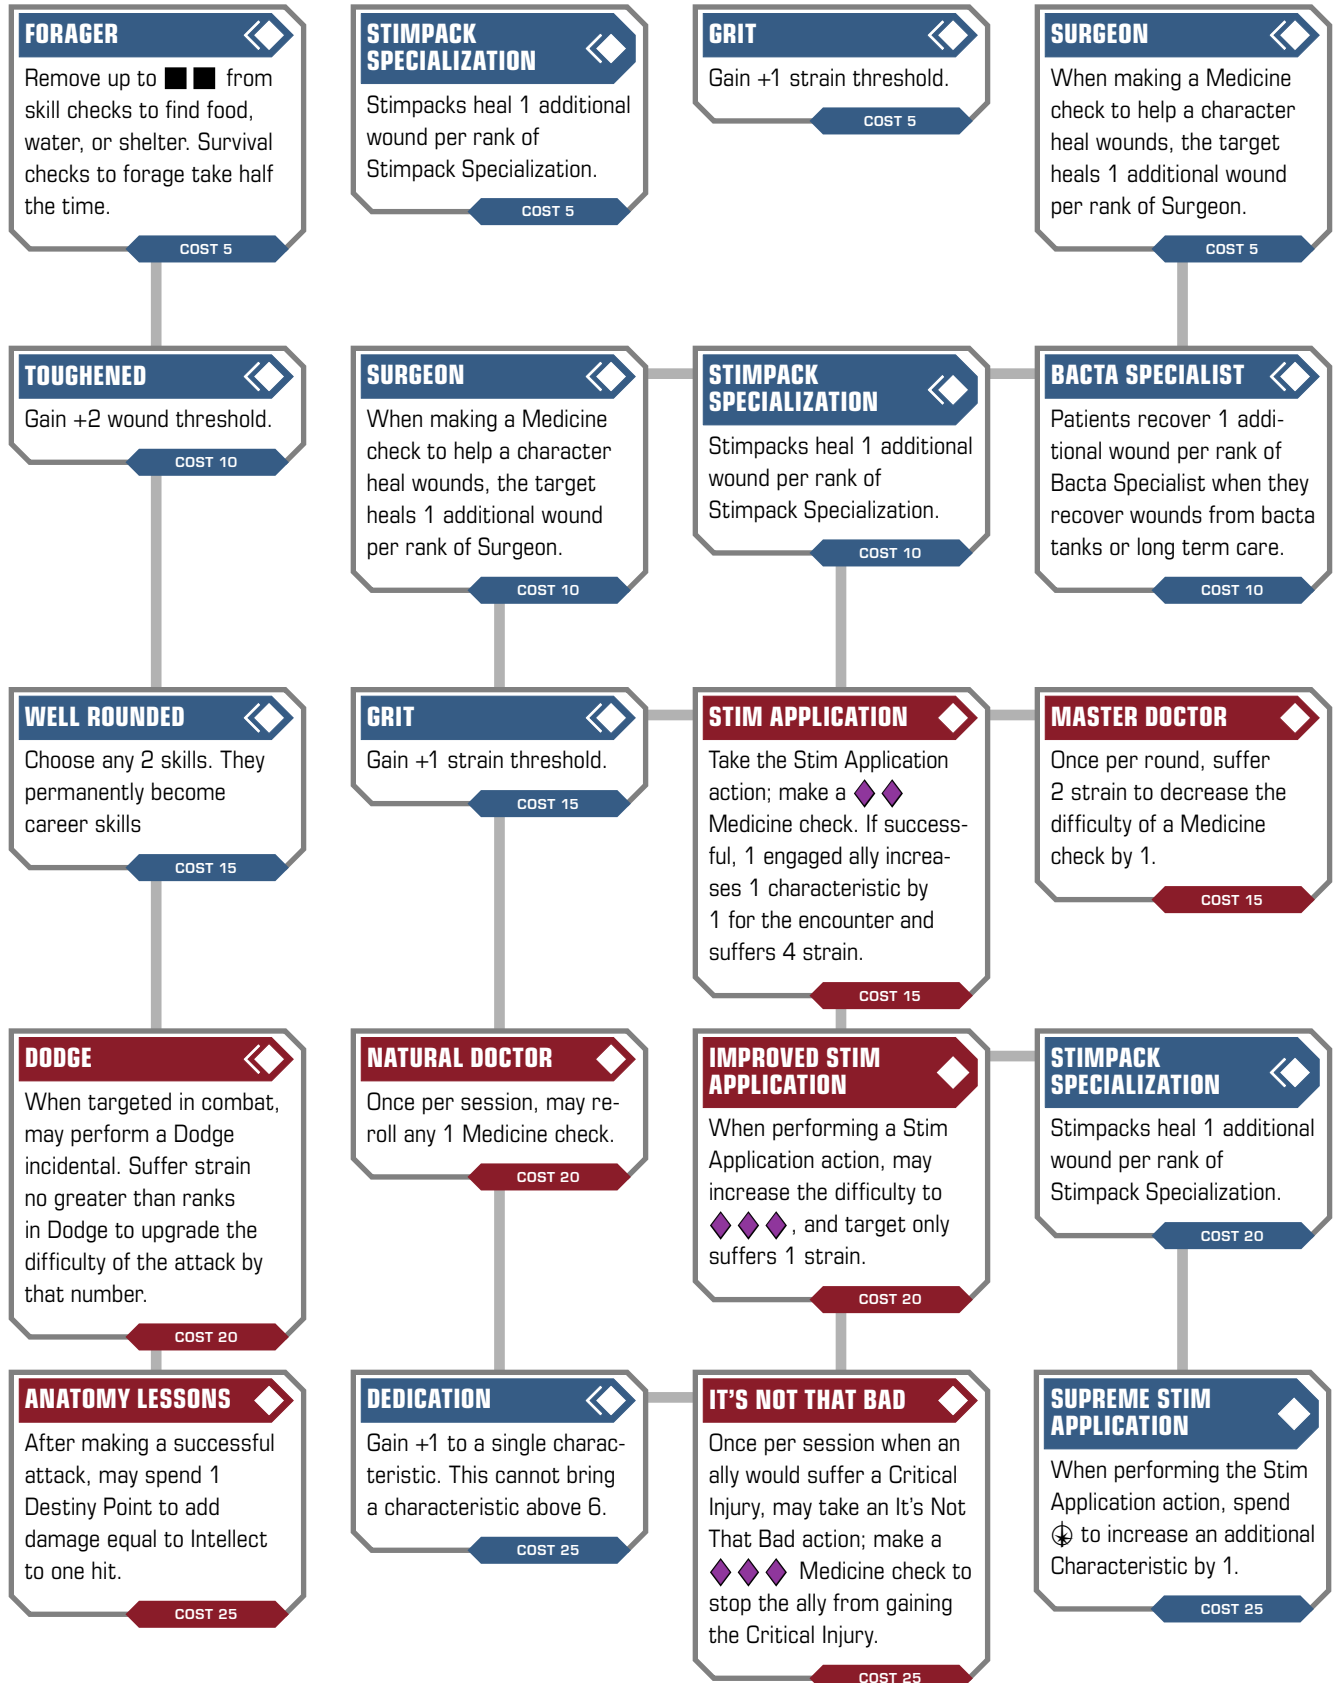 FORAGER
Remove up to from
skill checks to find food,
water, or shelter. Survival
checks to forage take half
the time.
COST 5
STIMPACK
SPECIALIZATION
Stimpacks heal 1 additional
wound per rank of
Stimpack Specialization.
COST 5
GRIT
Gain +1 strain threshold.
COST 5
SURGEON
When making a Medicine
check to help a character
heal wounds, the target
heals 1 additional wound
per rank of Surgeon.
COST 5
TOUGHENED
Gain +2 wound threshold.
COST 10
SURGEON
When making a Medicine
check to help a character
heal wounds, the target
heals 1 additional wound
per rank of Surgeon.
COST 10
STIMPACK
SPECIALIZATION
Stimpacks heal 1 additional
wound per rank of
Stimpack Specialization.
COST 10
BACTA SPECIALIST
Patients recover 1 addi-
tional wound per rank of
Bacta Specialist when they
recover wounds from bacta
tanks or long term care.
COST 10
WELL ROUNDED
Choose any 2 skills. They
permanently become
career skills
COST 15
GRIT
Gain +1 strain threshold.
COST 15
STIM APPLICATION
Take the Stim Application
action; make a
Medicine check. If success-
ful, 1 engaged ally increa-
ses 1 characteristic by
1 for the encounter and
suffers 4 strain.
COST 15
MASTER DOCTOR
Once per round, suffer
2 strain to decrease the
difficulty of a Medicine
check by 1.
COST 15
DODGE
When targeted in combat,
may perform a Dodge
incidental. Suffer strain
no greater than ranks
in Dodge to upgrade the
difficulty of the attack by
that number.
COST 20
NATURAL DOCTOR
Once per session, may re-
roll any 1 Medicine check.
COST 20
IMPROVED STIM
APPLICATION
When performing a Stim
Application action, may
increase the difficulty to
, and target only
suffers 1 strain.
COST 20
STIMPACK
SPECIALIZATION
Stimpacks heal 1 additional
wound per rank of
Stimpack Specialization.
COST 20
ANATOMY LESSONS
After making a successful
attack, may spend 1
Destiny Point to add
damage equal to Intellect
to one hit.
COST 25
DEDICATION
Gain +1 to a single charac-
teristic. This cannot bring
a characteristic above 6.
COST 25
IT'S NOT THAT BAD
Once per session when an
ally would suffer a Critical
Injury, may take an It's Not
That Bad action; make a
Medicine check to
stop the ally from gaining
the Critical Injury.
COST 25
SUPREME STIM
APPLICATION
When performing the Stim
Application action, spend
to increase an additional
Characteristic by 1.
COST 25